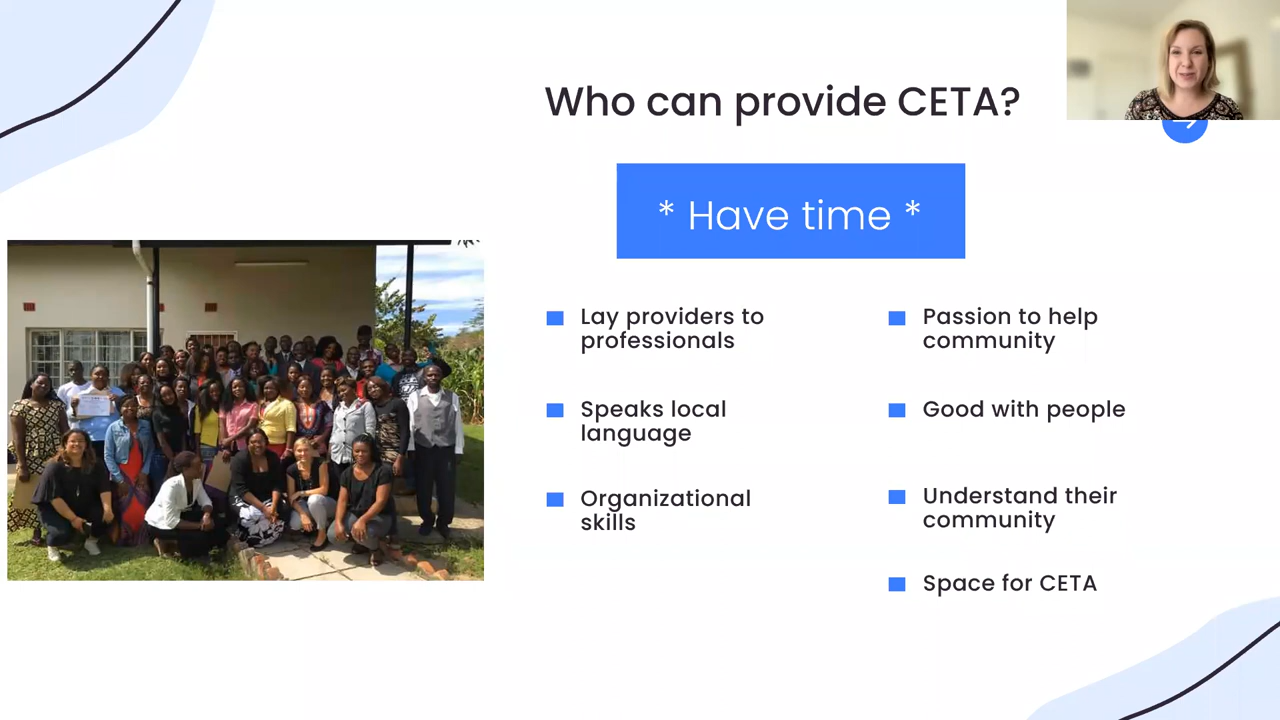 Who can provide CETA?
* Have time *
Lay providers to
professionals
Speaks local
language
Organizational
skills
Passion to help
community
Good with people
Understand their
community
Space for CETA